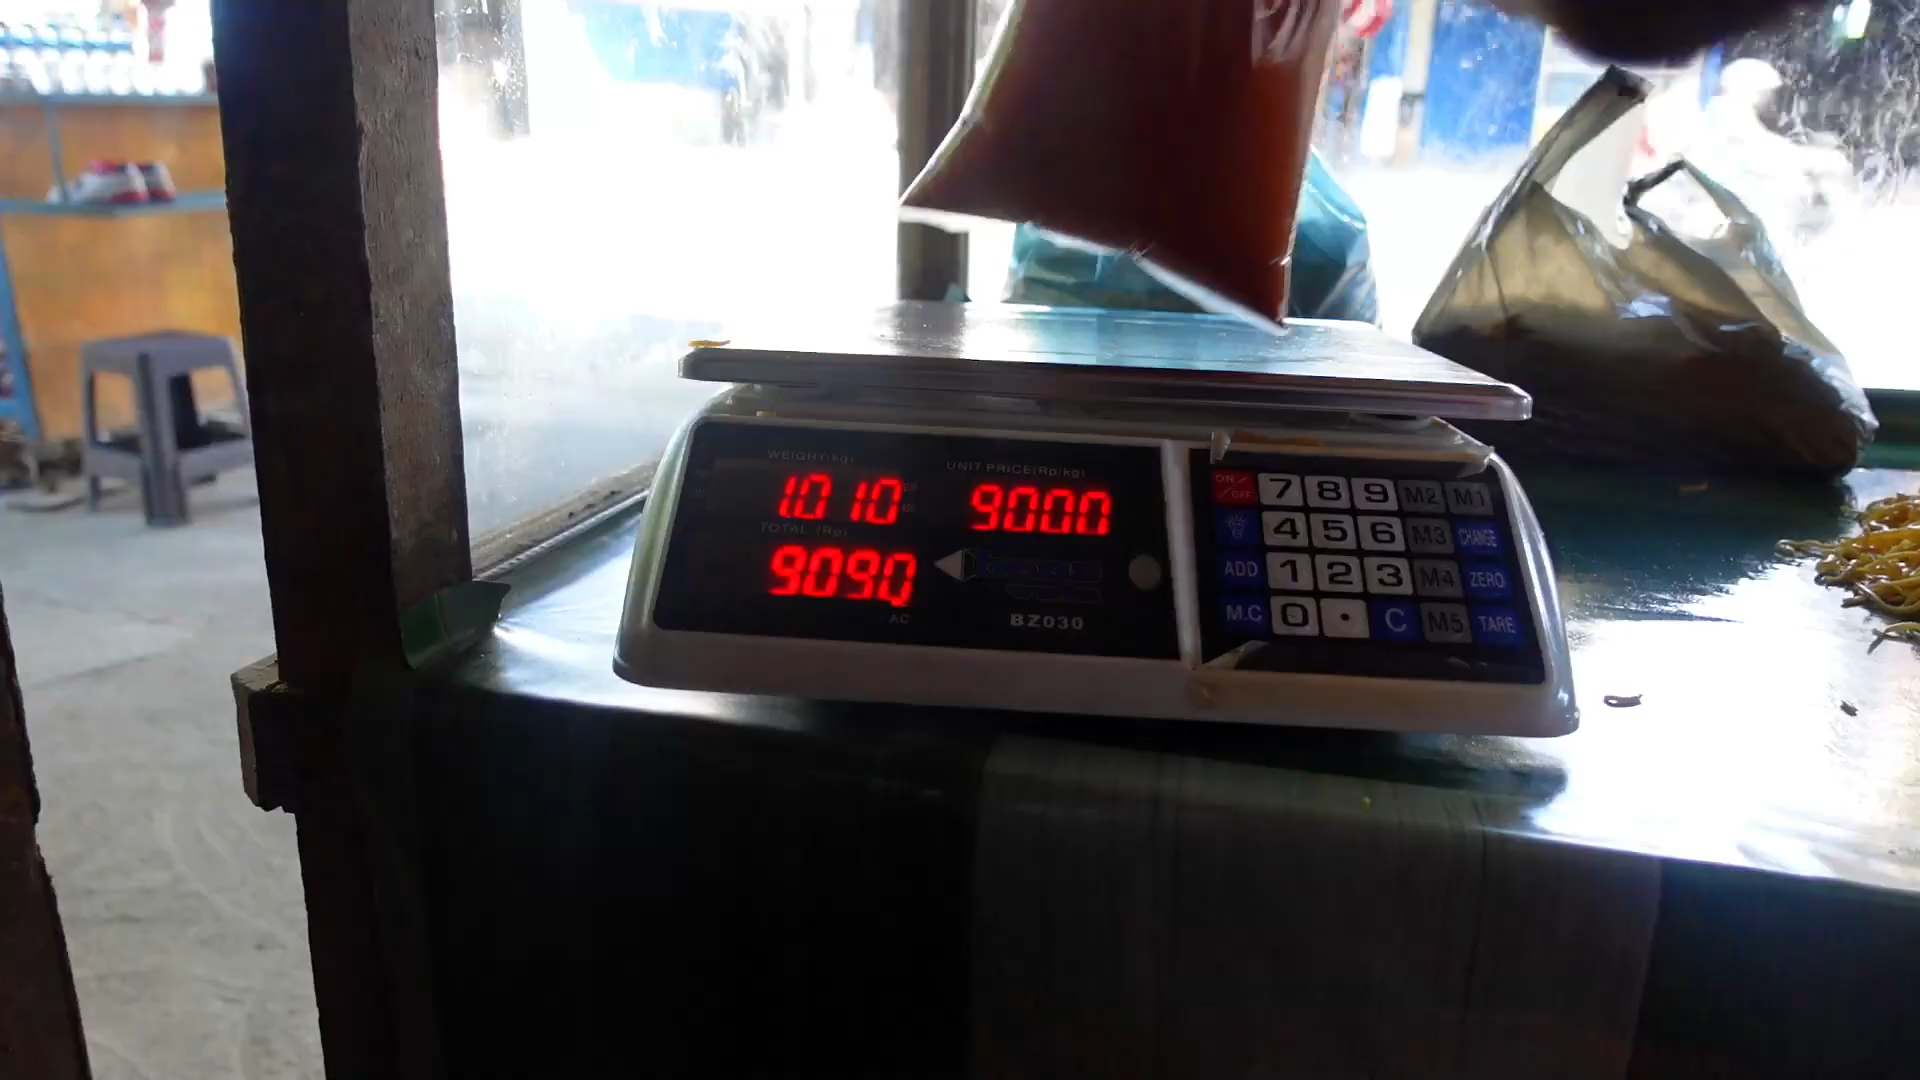 WEIGHT(kg)
UNIT PRICE(Rp/kg)
1.010
9000
TOTAL (Rp)
9090
AC
BZ030
ON/OFF 7 8 9 M2 M1
4 5 6 M3 CHANGE
ADD 1 2 3 M4 ZERO
M.C 0 . C M5 TARE